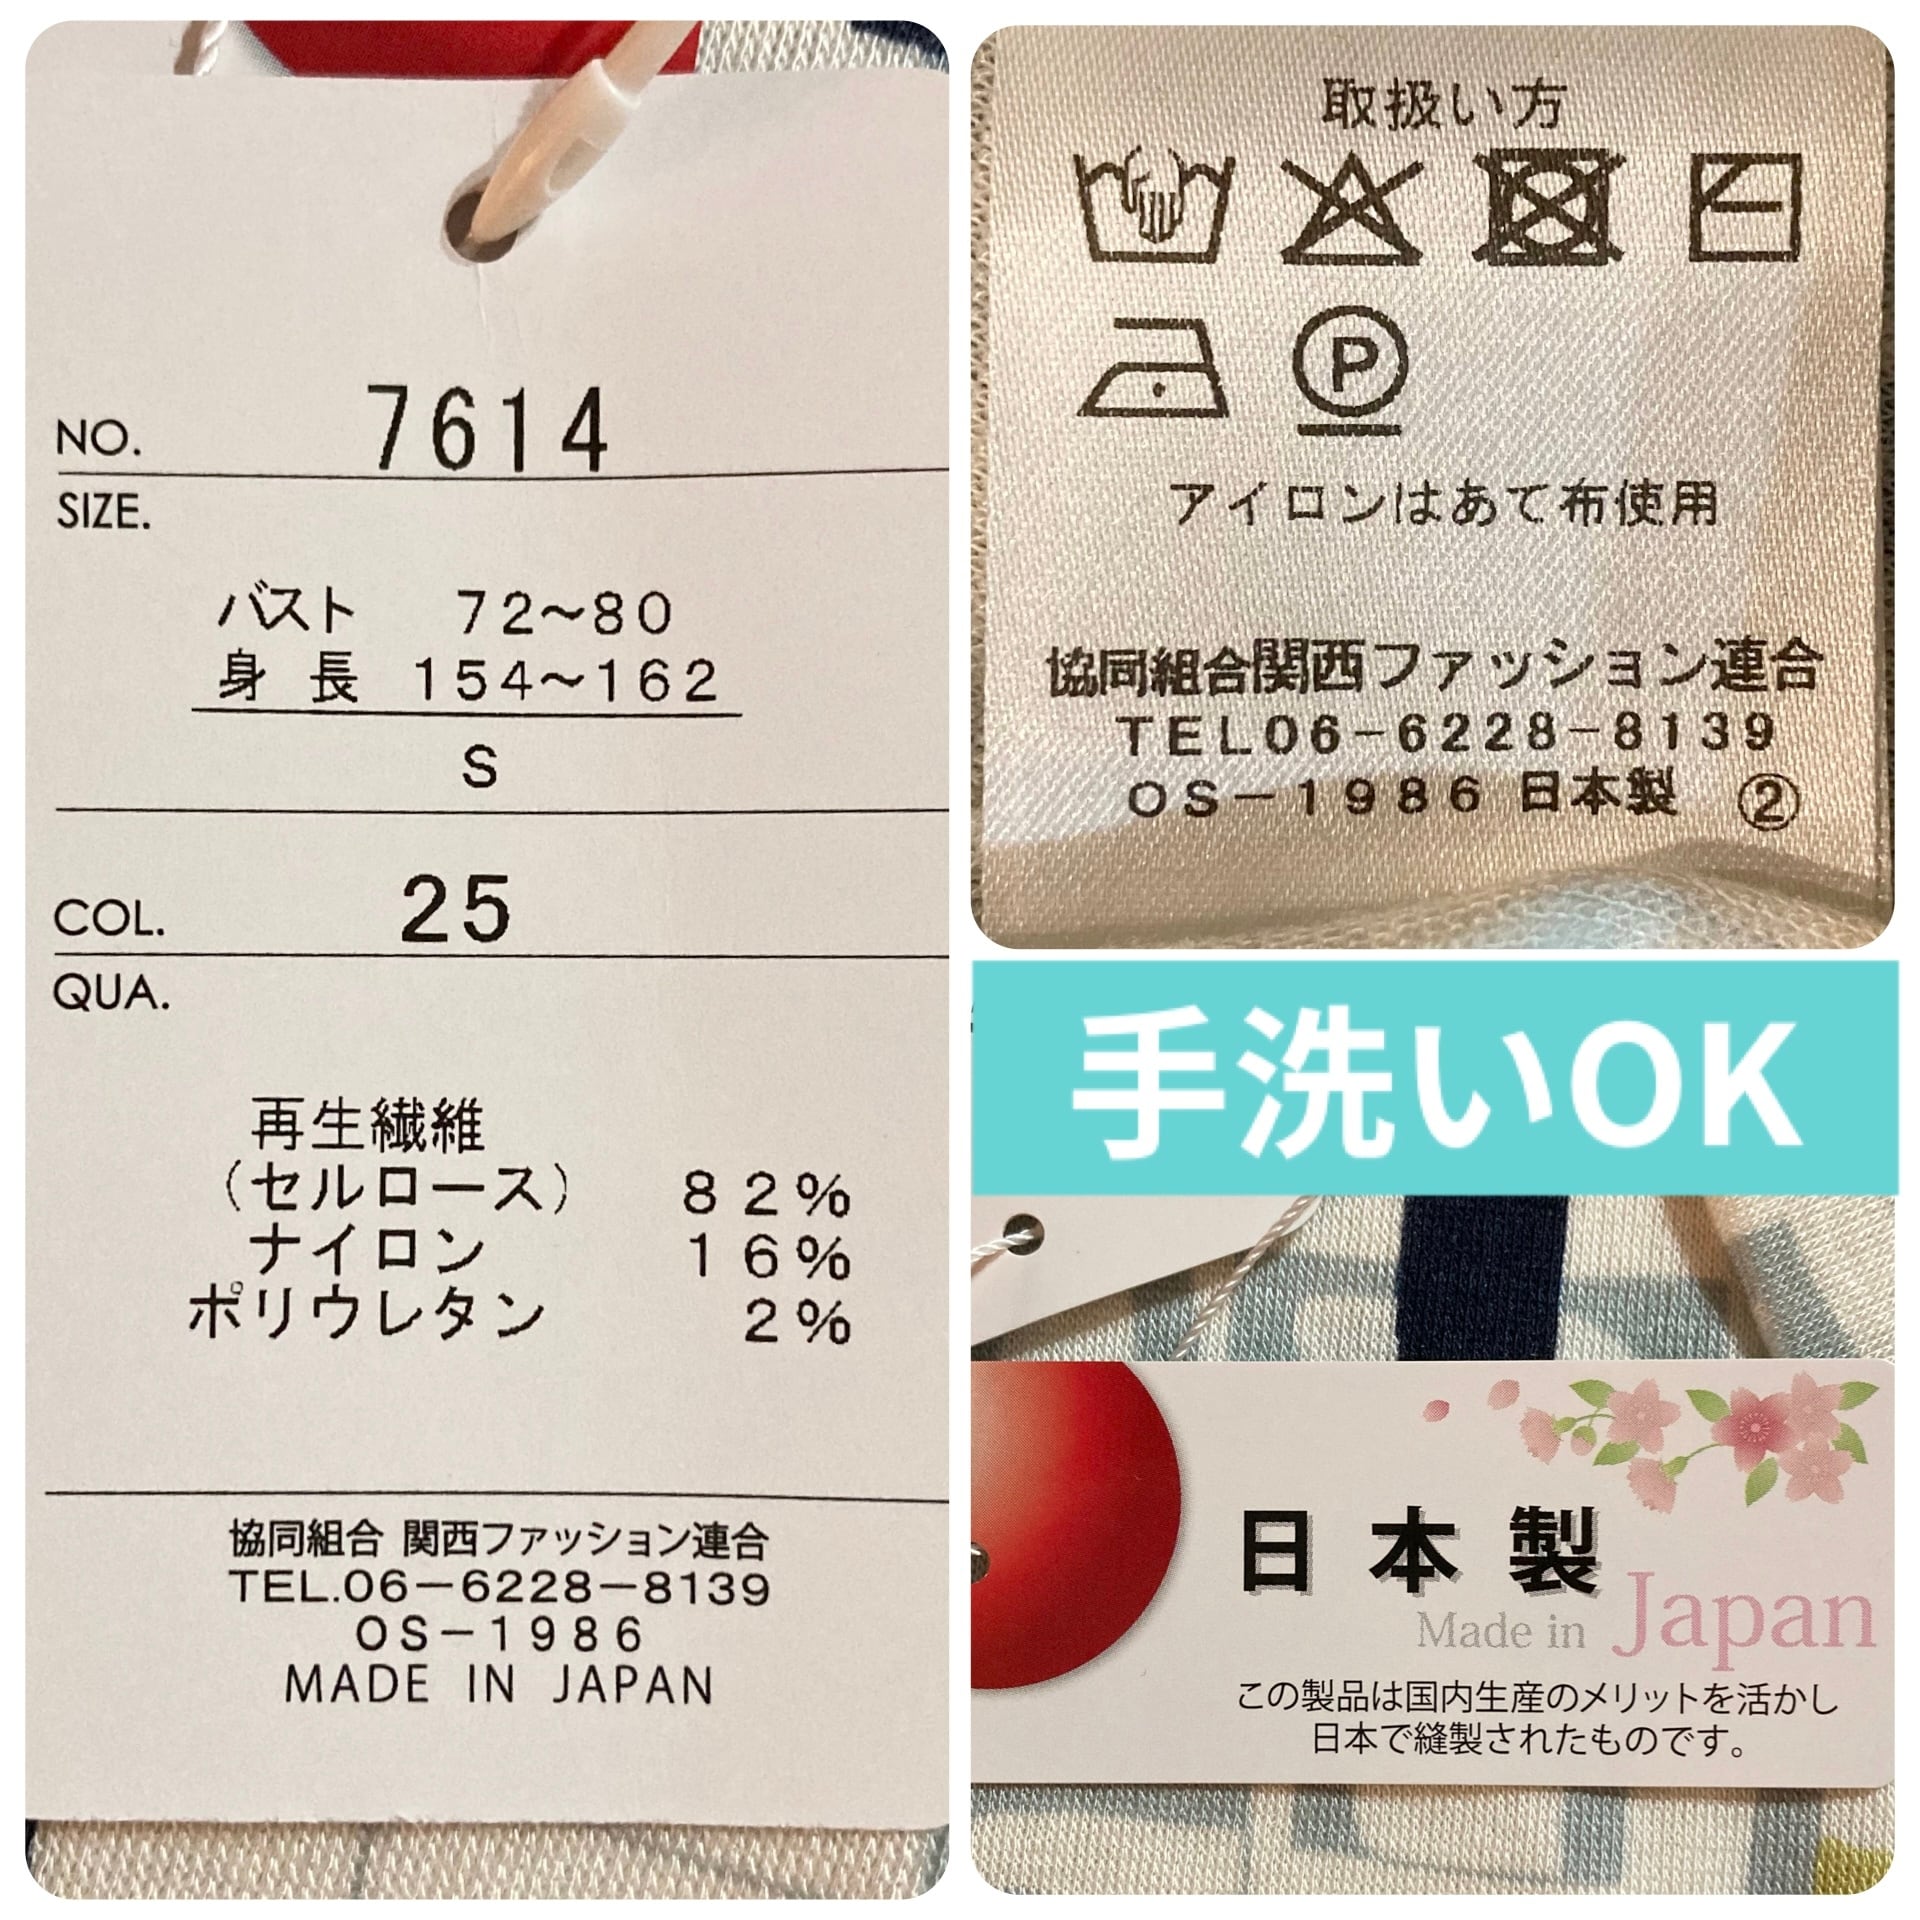 NO. 7614
SIZE.
バスト 72～80
身 長 154～162
S
COL. 25
QUA.
再生繊維
(セルロース) 82%
ナイロン 16%
ポリウレタン 2%
協同組合 関西ファッション連合
TEL.06－6228－8139
OS－1986
MADE IN JAPAN
取扱い方
P
アイロンはあて布使用
協同組合関西ファッション連合
TEL06－6228－8139
OS－1986 日本製 ②
手洗いOK
日本製
Made in Japan
この製品は国内生産のメリットを活かし
日本で縫製されたものです。